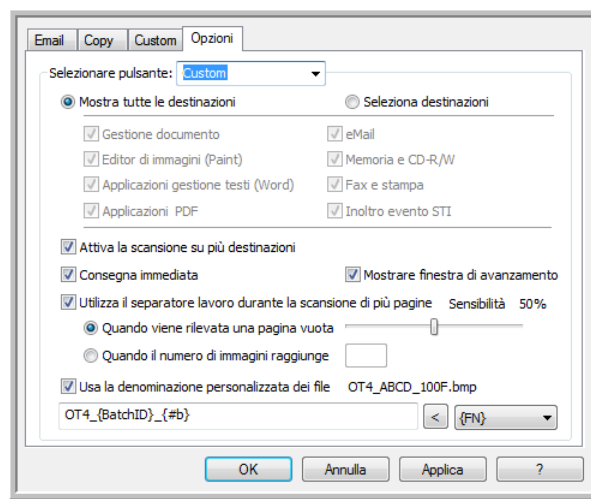 Email Copy Custom Opzioni
Selezionare pulsante: Custom
Mostra tutte le destinazioni Seleziona destinazioni
Gestione documento eMail
Editor di immagini (Paint) Memoria e CD-R/W
Applicazioni gestione testi (Word) Fax e stampa
Applicazioni PDF Inoltro evento STI
Attiva la scansione su più destinazioni
Consegna immediata Mostrare finestra di avanzamento
Utilizza il separatore lavoro durante la scansione di più pagine Sensibilità 50%
Quando viene rilevata una pagina vuota
Quando il numero di immagini raggiunge
Usa la denominazione personalizzata dei file OT4_ABCD_100F.bmp
OT4_{BatchID}_{#b} < {FN}
OK Annulla Applica ?